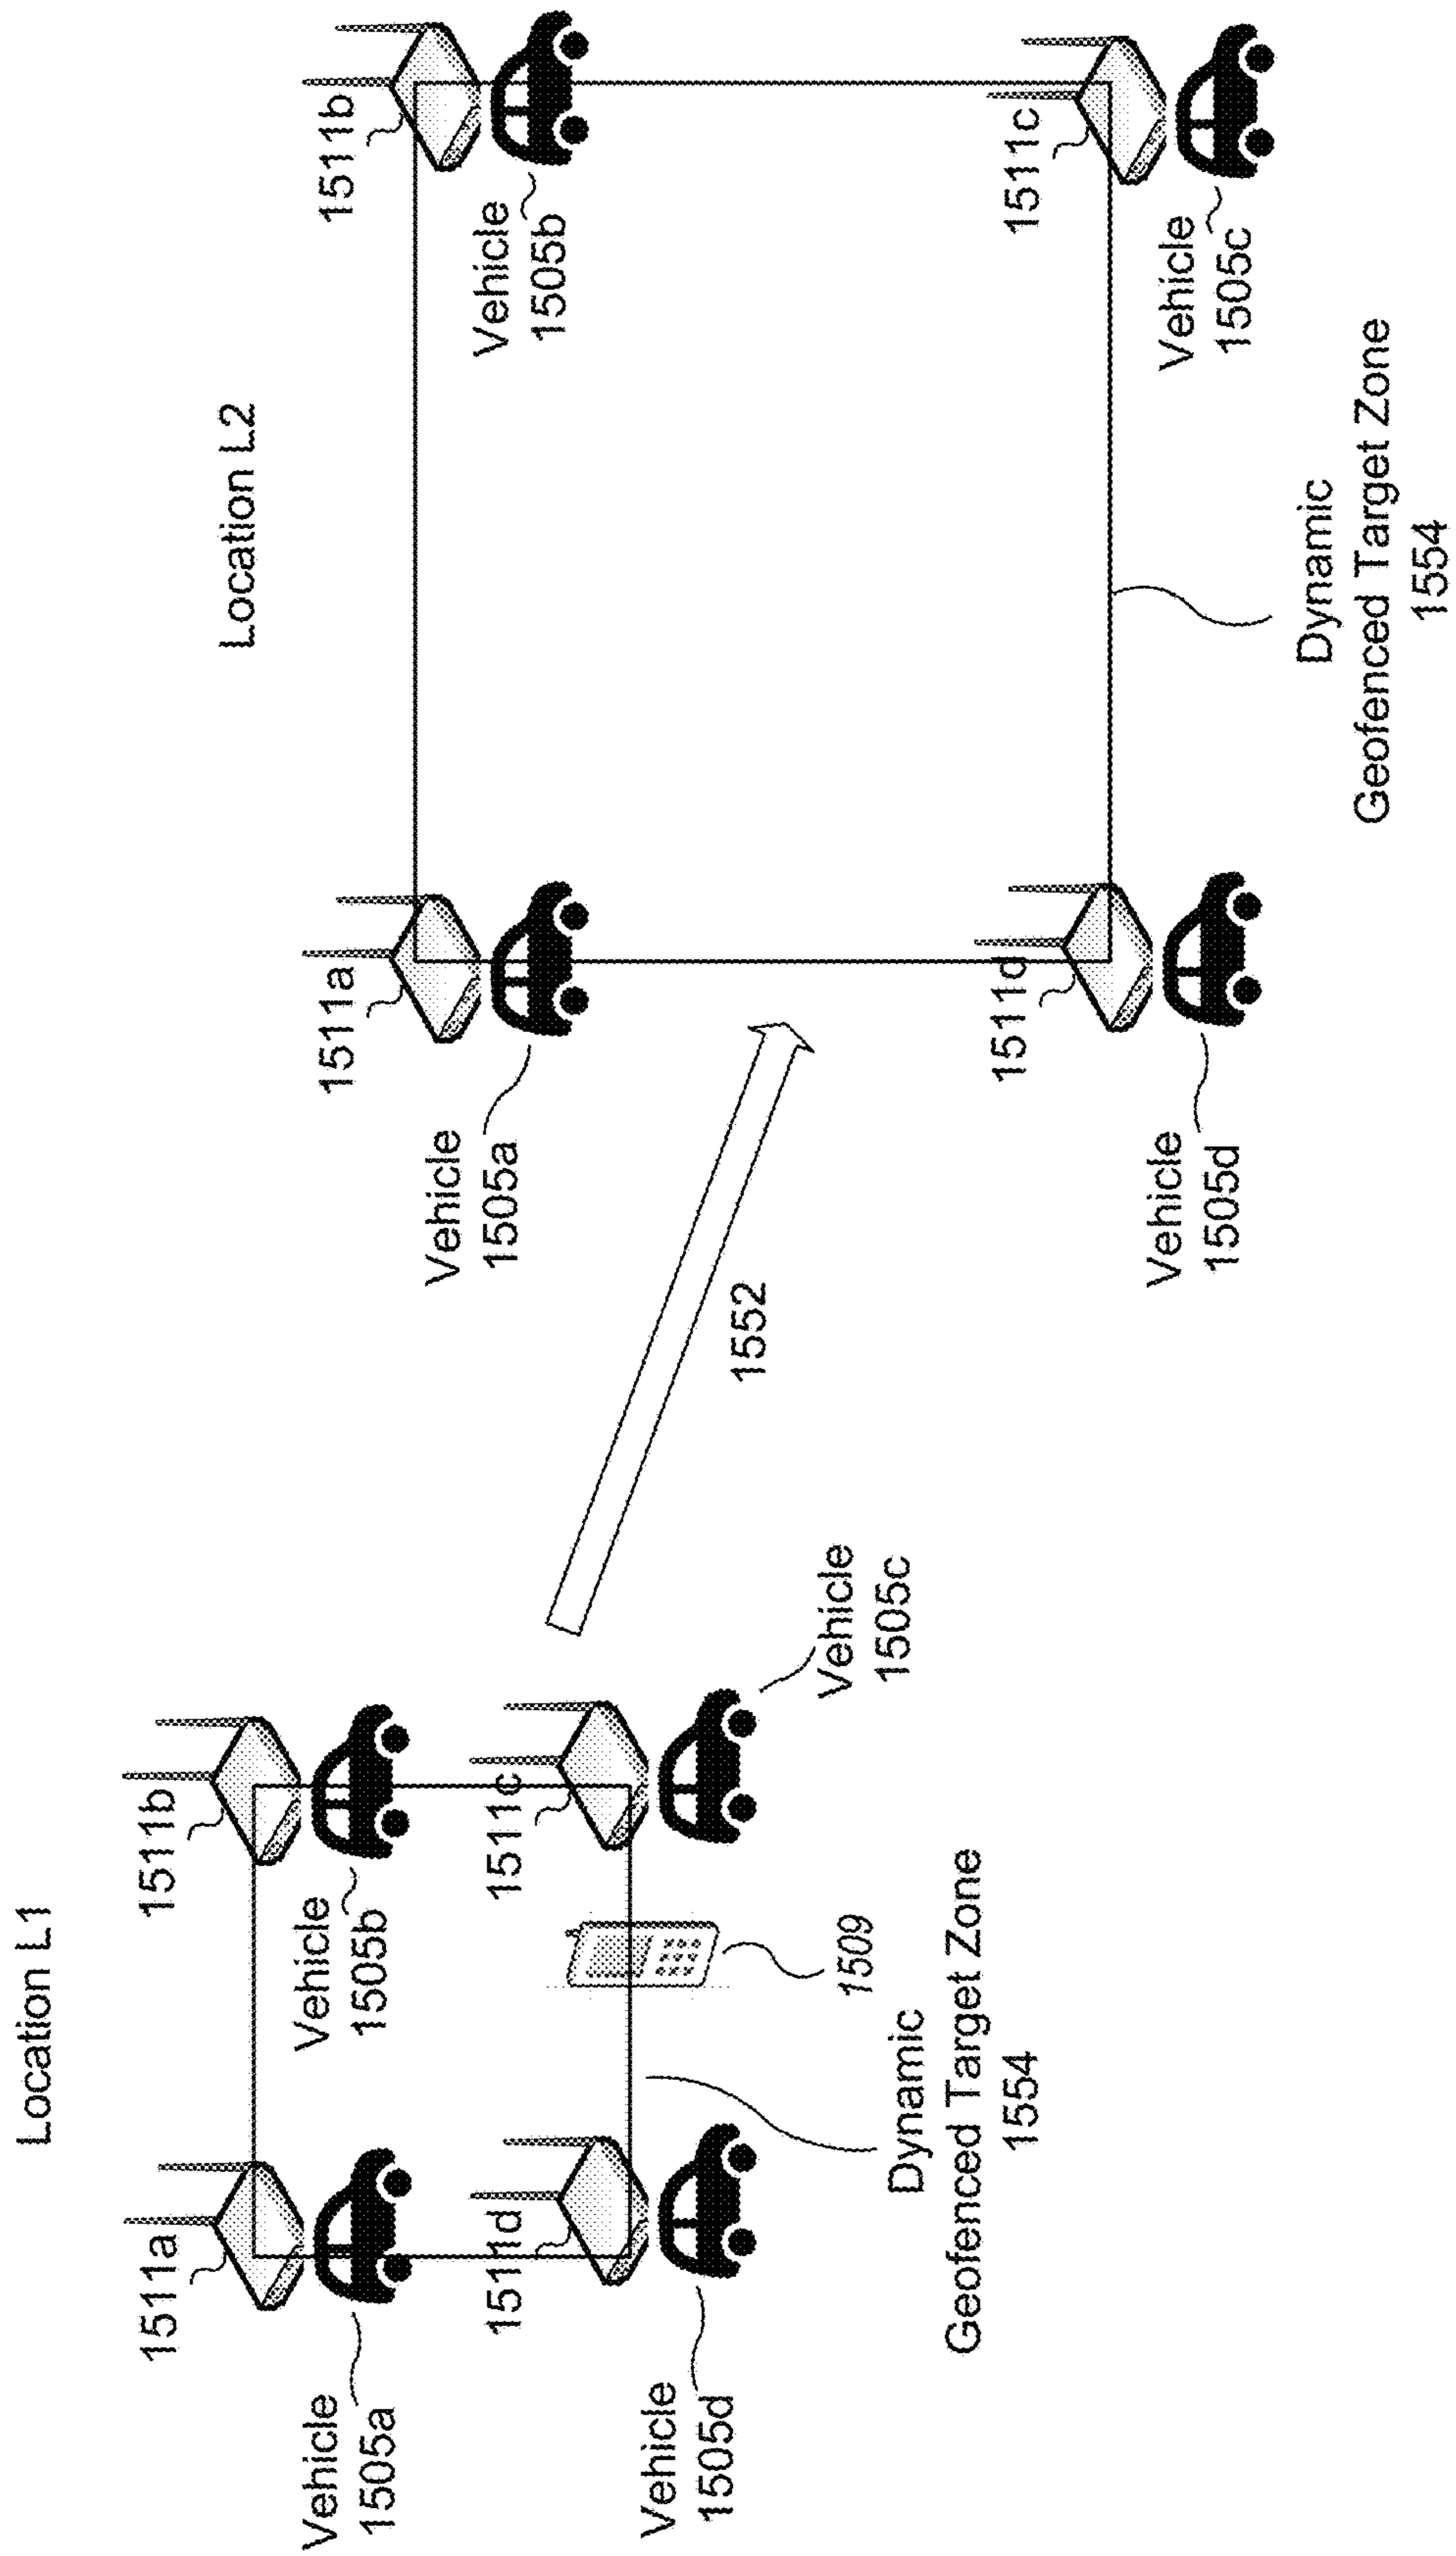 Location L1
1511a
1511b
Vehicle
1505a
Vehicle
1505b
1511d
1511c
Vehicle
1505d
Vehicle
1505c
1509
Dynamic
Geofenced Target Zone
1554
1552
Location L2
1511a
1511b
Vehicle
1505a
Vehicle
1505b
1511d
1511c
Vehicle
1505d
Vehicle
1505c
Dynamic
Geofenced Target Zone
1554